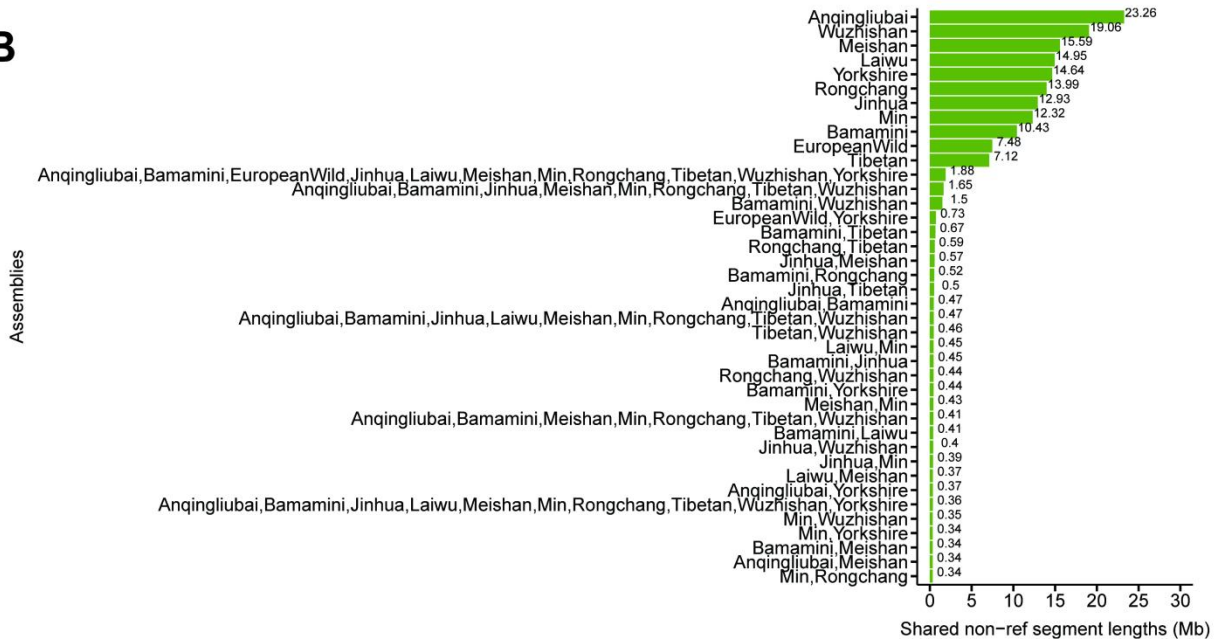 B
Anqingliubai 23.26
Wuzhishan 19.06
Meishan 15.59
Laiwu 14.95
Yorkshire 14.64
Rongchang 13.99
Jinhua 12.93
Min 12.32
Bamamini 10.43
EuropeanWild 7.48
Tibetan 7.12
Anqingliubai,Bamamini,EuropeanWild,Jinhua,Laiwu,Meishan,Min,Rongchang,Tibetan,Wuzhishan,Yorkshire 1.88
Anqingliubai,Bamamini,Jinhua,Meishan,Min,Rongchang,Tibetan,Wuzhishan 1.65
Bamamini,Wuzhishan 1.5
EuropeanWild,Yorkshire 0.73
Bamamini,Tibetan 0.67
Rongchang,Tibetan 0.59
Jinhua,Meishan 0.57
Bamamini,Rongchang 0.52
Jinhua,Tibetan 0.5
Anqingliubai,Bamamini 0.47
Anqingliubai,Bamamini,Jinhua,Laiwu,Meishan,Min,Rongchang,Tibetan,Wuzhishan 0.47
Tibetan,Wuzhishan 0.46
Laiwu,Min 0.45
Bamamini,Jinhua 0.45
Rongchang,Wuzhishan 0.44
Bamamini,Yorkshire 0.44
Meishan,Min 0.43
Anqingliubai,Bamamini,Meishan,Min,Rongchang,Tibetan,Wuzhishan 0.41
Bamamini,Laiwu 0.41
Jinhua,Wuzhishan 0.4
Jinhua,Min 0.39
Laiwu,Meishan 0.37
Anqingliubai,Yorkshire 0.37
Anqingliubai,Bamamini,Jinhua,Laiwu,Meishan,Min,Rongchang,Tibetan,Wuzhishan,Yorkshire 0.36
Min,Wuzhishan 0.35
Min,Yorkshire 0.34
Bamamini,Meishan 0.34
Anqingliubai,Meishan 0.34
Min,Rongchang 0.34
Assemblies
0 5 10 15 20 25 30
Shared non−ref segment lengths (Mb)